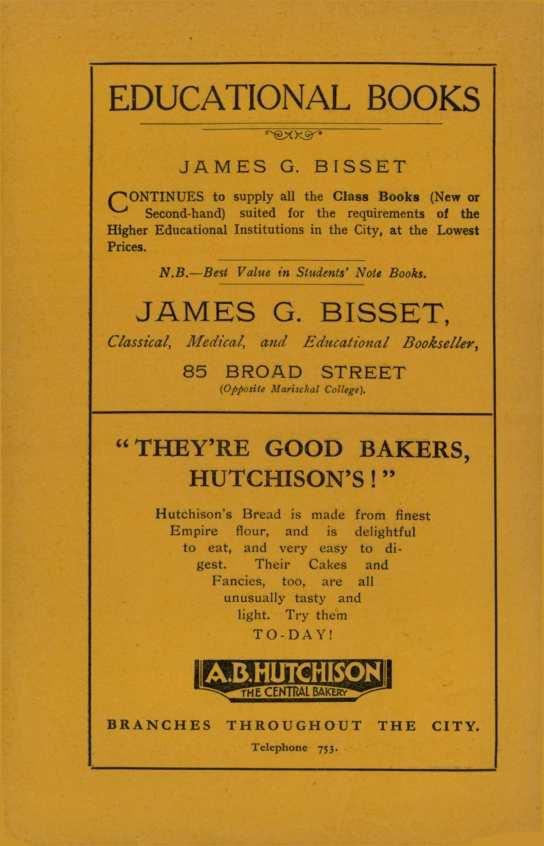 EDUCATIONAL BOOKS
JAMES G. BISSET
CONTINUES to supply all the Class Books (New or
Second-hand) suited for the requirements of the
Higher Educational Institutions in the City, at the Lowest
Prices.
N.B.—Best Value in Students' Note Books.
JAMES G. BISSET,
Classical, Medical, and Educational Bookseller,
85 BROAD STREET
(Opposite Marischal College).
"THEY'RE GOOD BAKERS,
HUTCHISON'S!"
Hutchison's Bread is made from finest
Empire flour, and is delightful
to eat, and very easy to di-
gest. Their Cakes and
Fancies, too, are all
unusually tasty and
light. Try them
TO-DAY!
A.B. HUTCHISON
THE CENTRAL BAKERY
BRANCHES THROUGHOUT THE CITY.
Telephone 753.